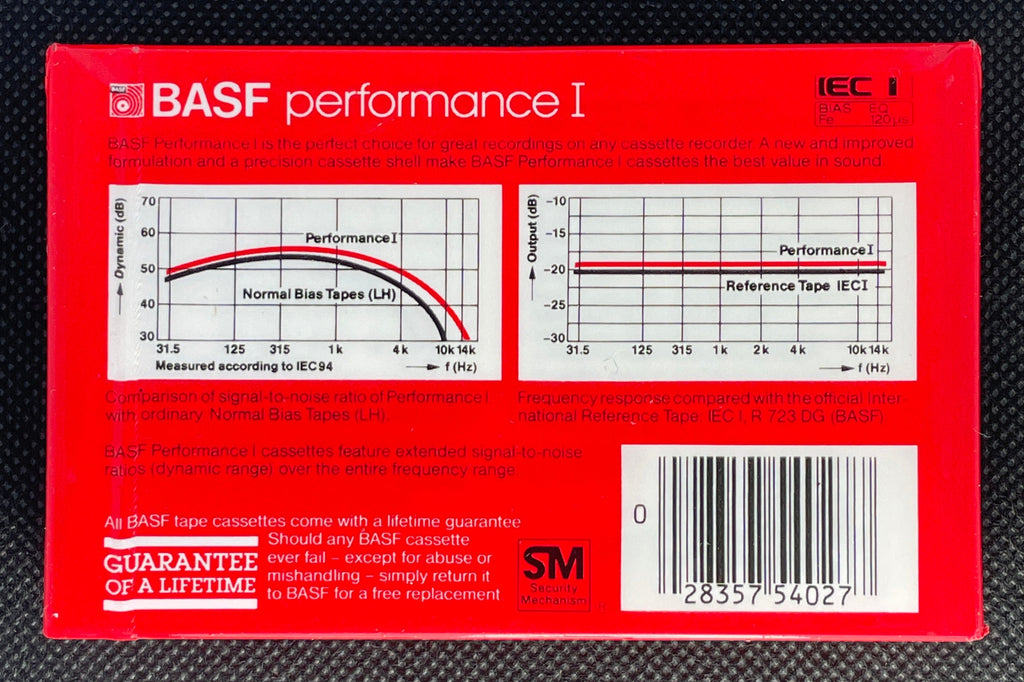 BASF
BASF performance I
IEC I
BIAS EQ
Fe 120 µs
BASF Performance I is the perfect choice for great recordings on any cassette recorder. A new and improved
formulation and a precision cassette shell make BASF Performance I cassettes the best value in sound.
Dynamic (dB)
70
60
50
40
30
Performance I
Normal Bias Tapes (LH)
31.5 125 315 1k 4k 10k 14k
Measured according to IEC 94
f (Hz)
Output (dB)
-10
-15
-20
-25
-30
Performance I
Reference Tape IEC I
31.5 125 315 1k 2k 4k 10k 14k
f (Hz)
Comparison of signal-to-noise ratio of Performance I
with ordinary Normal Bias Tapes (LH).
Frequency response compared with the official Inter-
national Reference Tape: IEC I, R 723 DG (BASF)
BASF Performance I cassettes feature extended signal-to-noise
ratios (dynamic range) over the entire frequency range.
All BASF tape cassettes come with a lifetime guarantee
GUARANTEE
OF A LIFETIME
Should any BASF cassette
ever fail – except for abuse or
mishandling – simply return it
to BASF for a free replacement
SM
Security
Mechanism
R
0
28357 54027